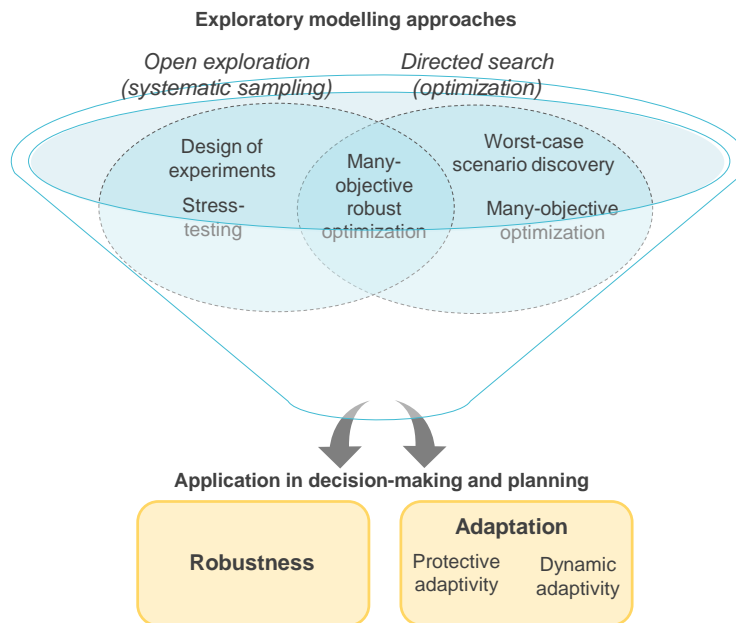 Exploratory modelling approaches
Open exploration
(systematic sampling)
Directed search
(optimization)
Design of
experiments
Stress-
testing
Many-
objective
robust
optimization
Worst-case
scenario discovery
Many-objective
optimization
Application in decision-making and planning
Robustness
Adaptation
Protective
adaptivity
Dynamic
adaptivity